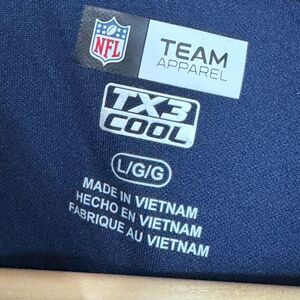 NFL
TEAM
APPAREL
TX3
COOL
L/G/G
MADE IN VIETNAM
HECHO EN VIETNAM
FABRIQUE AU VIETNAM